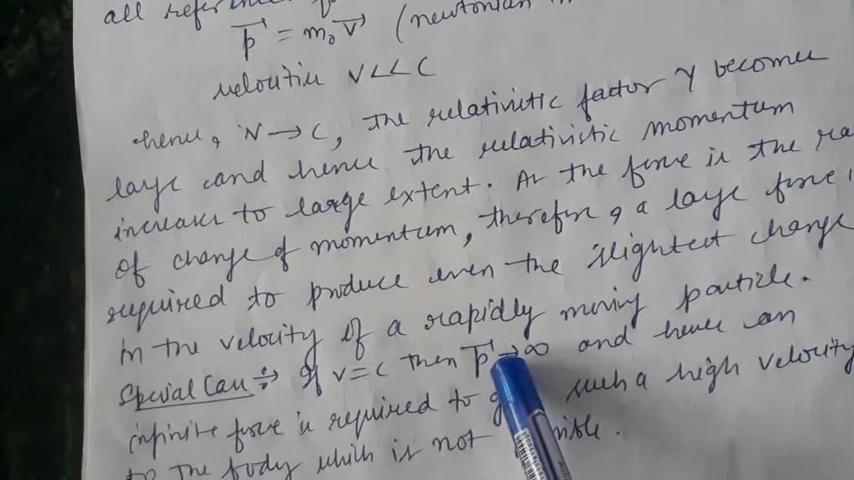 all
p⃗ = m₀v⃗ (newtonian
velocities v<<c
hence, v→c, the relativistic factor γ becomes
large and hence the relativistic momentum
increases to large extent. As the force is the ra
of change of momentum, therefore, a large force i
required to produce even the slightest change
in the velocity of a rapidly moving particle.
Special Case :→ If v=c then p⃗→∞ and hence an
infinite force is required to such a high velocity
to the body which is not